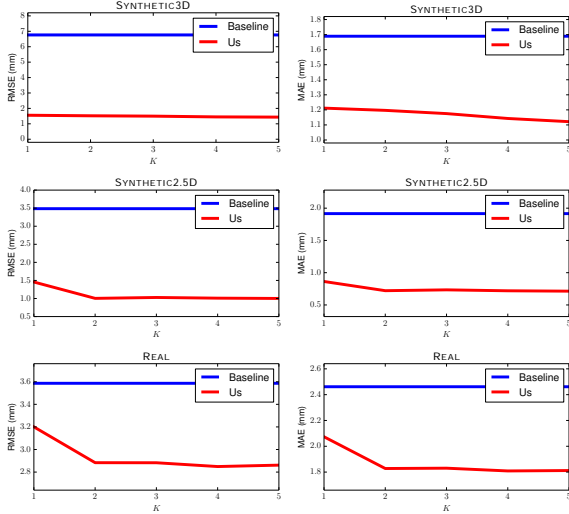 SYNTHETIC3D
8
7
6
5
4
3
2
1
0
RMSE (mm)
Baseline
Us
1 2 3 4 5
K
SYNTHETIC3D
1.8
1.7
1.6
1.5
1.4
1.3
1.2
1.1
1.0
MAE (mm)
Baseline
Us
1 2 3 4 5
K
SYNTHETIC2.5D
4.0
3.5
3.0
2.5
2.0
1.5
1.0
0.5
RMSE (mm)
Baseline
Us
1 2 3 4 5
K
SYNTHETIC2.5D
2.0
1.5
1.0
0.5
MAE (mm)
Baseline
Us
1 2 3 4 5
K
REAL
3.6
3.4
3.2
3.0
2.8
RMSE (mm)
Baseline
Us
1 2 3 4 5
K
REAL
2.6
2.4
2.2
2.0
1.8
MAE (mm)
Baseline
Us
1 2 3 4 5
K